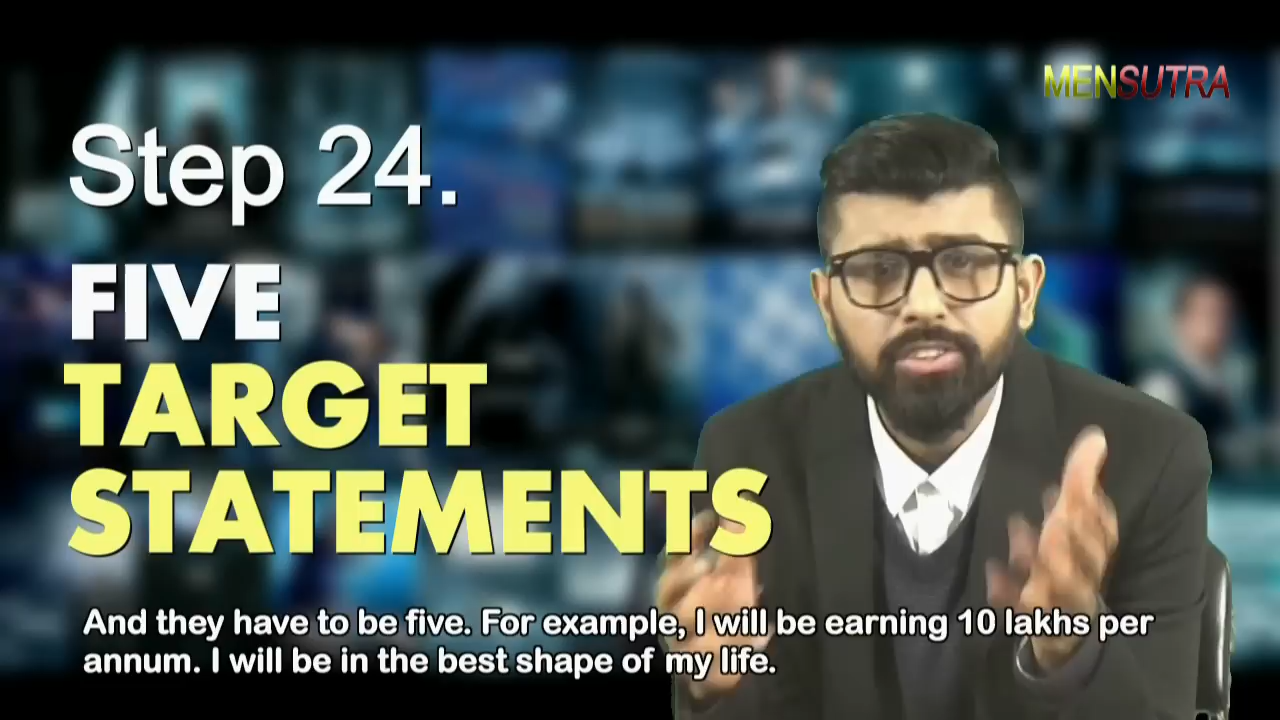 MENSUTRA
Step 24.
FIVE
TARGET
STATEMENTS
And they have to be five. For example, I will be earning 10 lakhs per
annum. I will be in the best shape of my life.